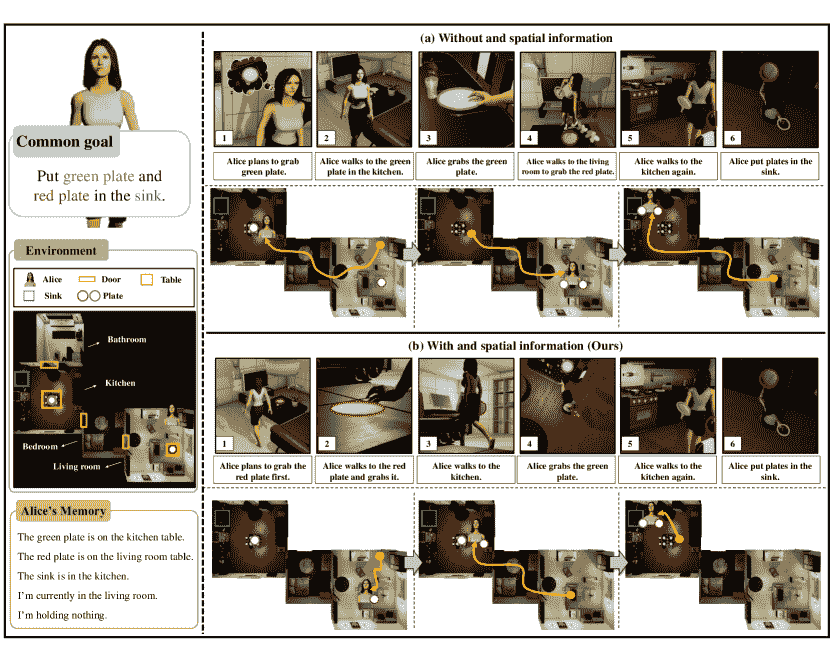 Common goal
Put green plate and
red plate in the sink.
Environment
Alice
Door
Table
Sink
Plate
Bathroom
Kitchen
Bedroom
Living room
Alice's Memory
The green plate is on the kitchen table.
The red plate is on the living room table.
The sink is in the kitchen.
I'm currently in the living room.
I'm holding nothing.
(a) Without and spatial information
1
2
3
4
5
6
Alice plans to grab
green plate.
Alice walks to the green
plate in the kitchen.
Alice grabs the green
plate.
Alice walks to the living
room to grab the red plate.
Alice walks to the
kitchen again.
Alice put plates in the
sink.
(b) With and spatial information (Ours)
1
2
3
4
5
6
Alice plans to grab the
red plate first.
Alice walks to the red
plate and grabs it.
Alice walks to the
kitchen.
Alice grabs the green
plate.
Alice walks to the
kitchen again.
Alice put plates in the
sink.